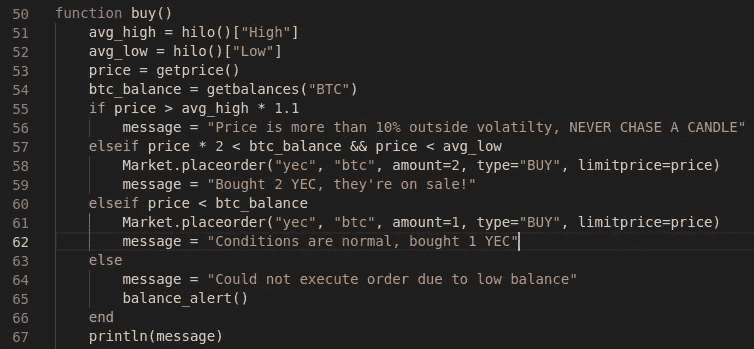 50 function buy()
51     avg_high = hilo()["High"]
52     avg_low = hilo()["Low"]
53     price = getprice()
54     btc_balance = getbalances("BTC")
55     if price > avg_high * 1.1
56         message = "Price is more than 10% outside volatilty, NEVER CHASE A CANDLE"
57     elseif price * 2 < btc_balance && price < avg_low
58         Market.placeorder("yec", "btc", amount=2, type="BUY", limitprice=price)
59         message = "Bought 2 YEC, they're on sale!"
60     elseif price < btc_balance
61         Market.placeorder("yec", "btc", amount=1, type="BUY", limitprice=price)
62         message = "Conditions are normal, bought 1 YEC"
63     else
64         message = "Could not execute order due to low balance"
65         balance_alert()
66     end
67     println(message)